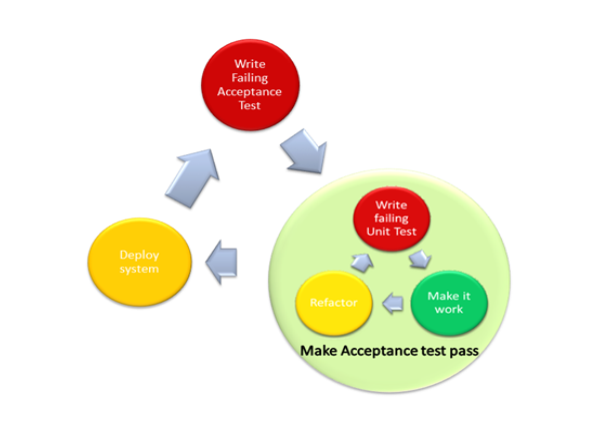 Write
Failing
Acceptance
Test
Write
failing
Unit Test
Deploy
system
Refactor
Make it
work
Make Acceptance test pass